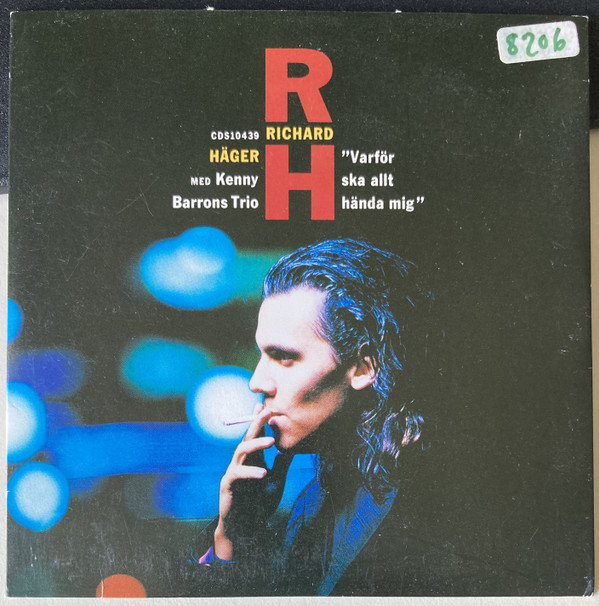 8206
R
CDS10439 RICHARD
HÄGER "Varför
MED Kenny ska allt
Barrons Trio hända mig"
H